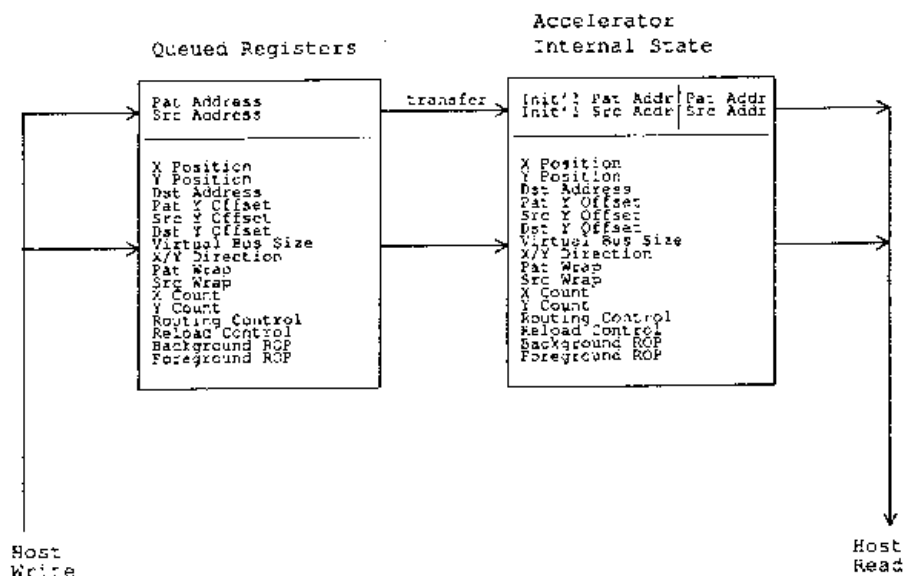 Accelerator
Queued Registers
Internal State
Pat Address
Src Address
transfer
Init'l Pat Addr Pat Addr
Init'l Src Addr Src Addr
X Position
Y Position
Dst Address
Pat Y Offset
Src Y Offset
Dst Y Offset
Virtual Bus Size
X/Y Direction
Pat Wrap
Src Wrap
X Count
Y Count
Routing Control
Reload Control
Background ROP
Foreground ROP
X Position
Y Position
Dst Address
Pat Y Offset
Src Y Offset
Dst Y Offset
Virtual Bus Size
X/Y Direction
Pat Wrap
Src Wrap
X Count
Y Count
Routing Control
Reload Control
Background ROP
Foreground ROP
Host
Write
Host
Read